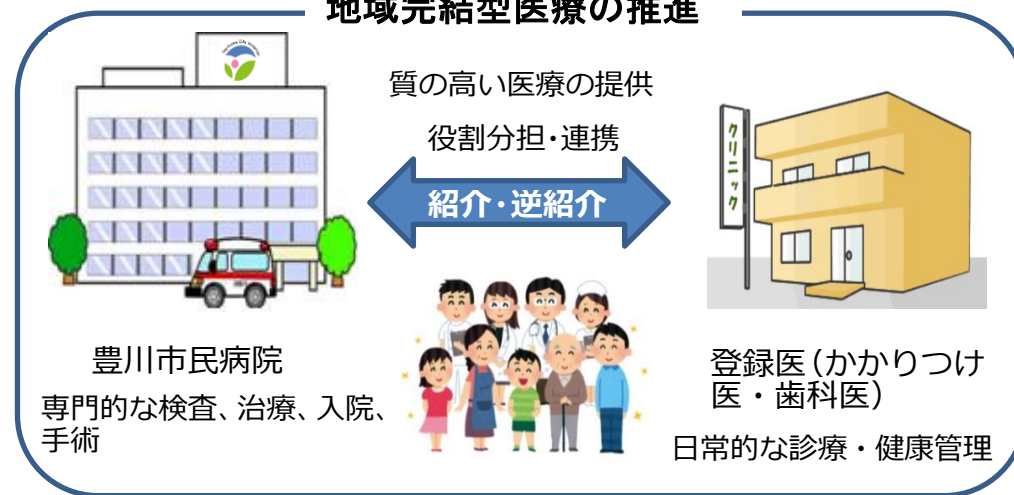 地域完結型医療の推進
質の高い医療の提供
役割分担・連携
紹介・逆紹介
クリニック
豊川市民病院
専門的な検査、治療、入院、
手術
登録医（かかりつけ
医・歯科医）
日常的な診療・健康管理